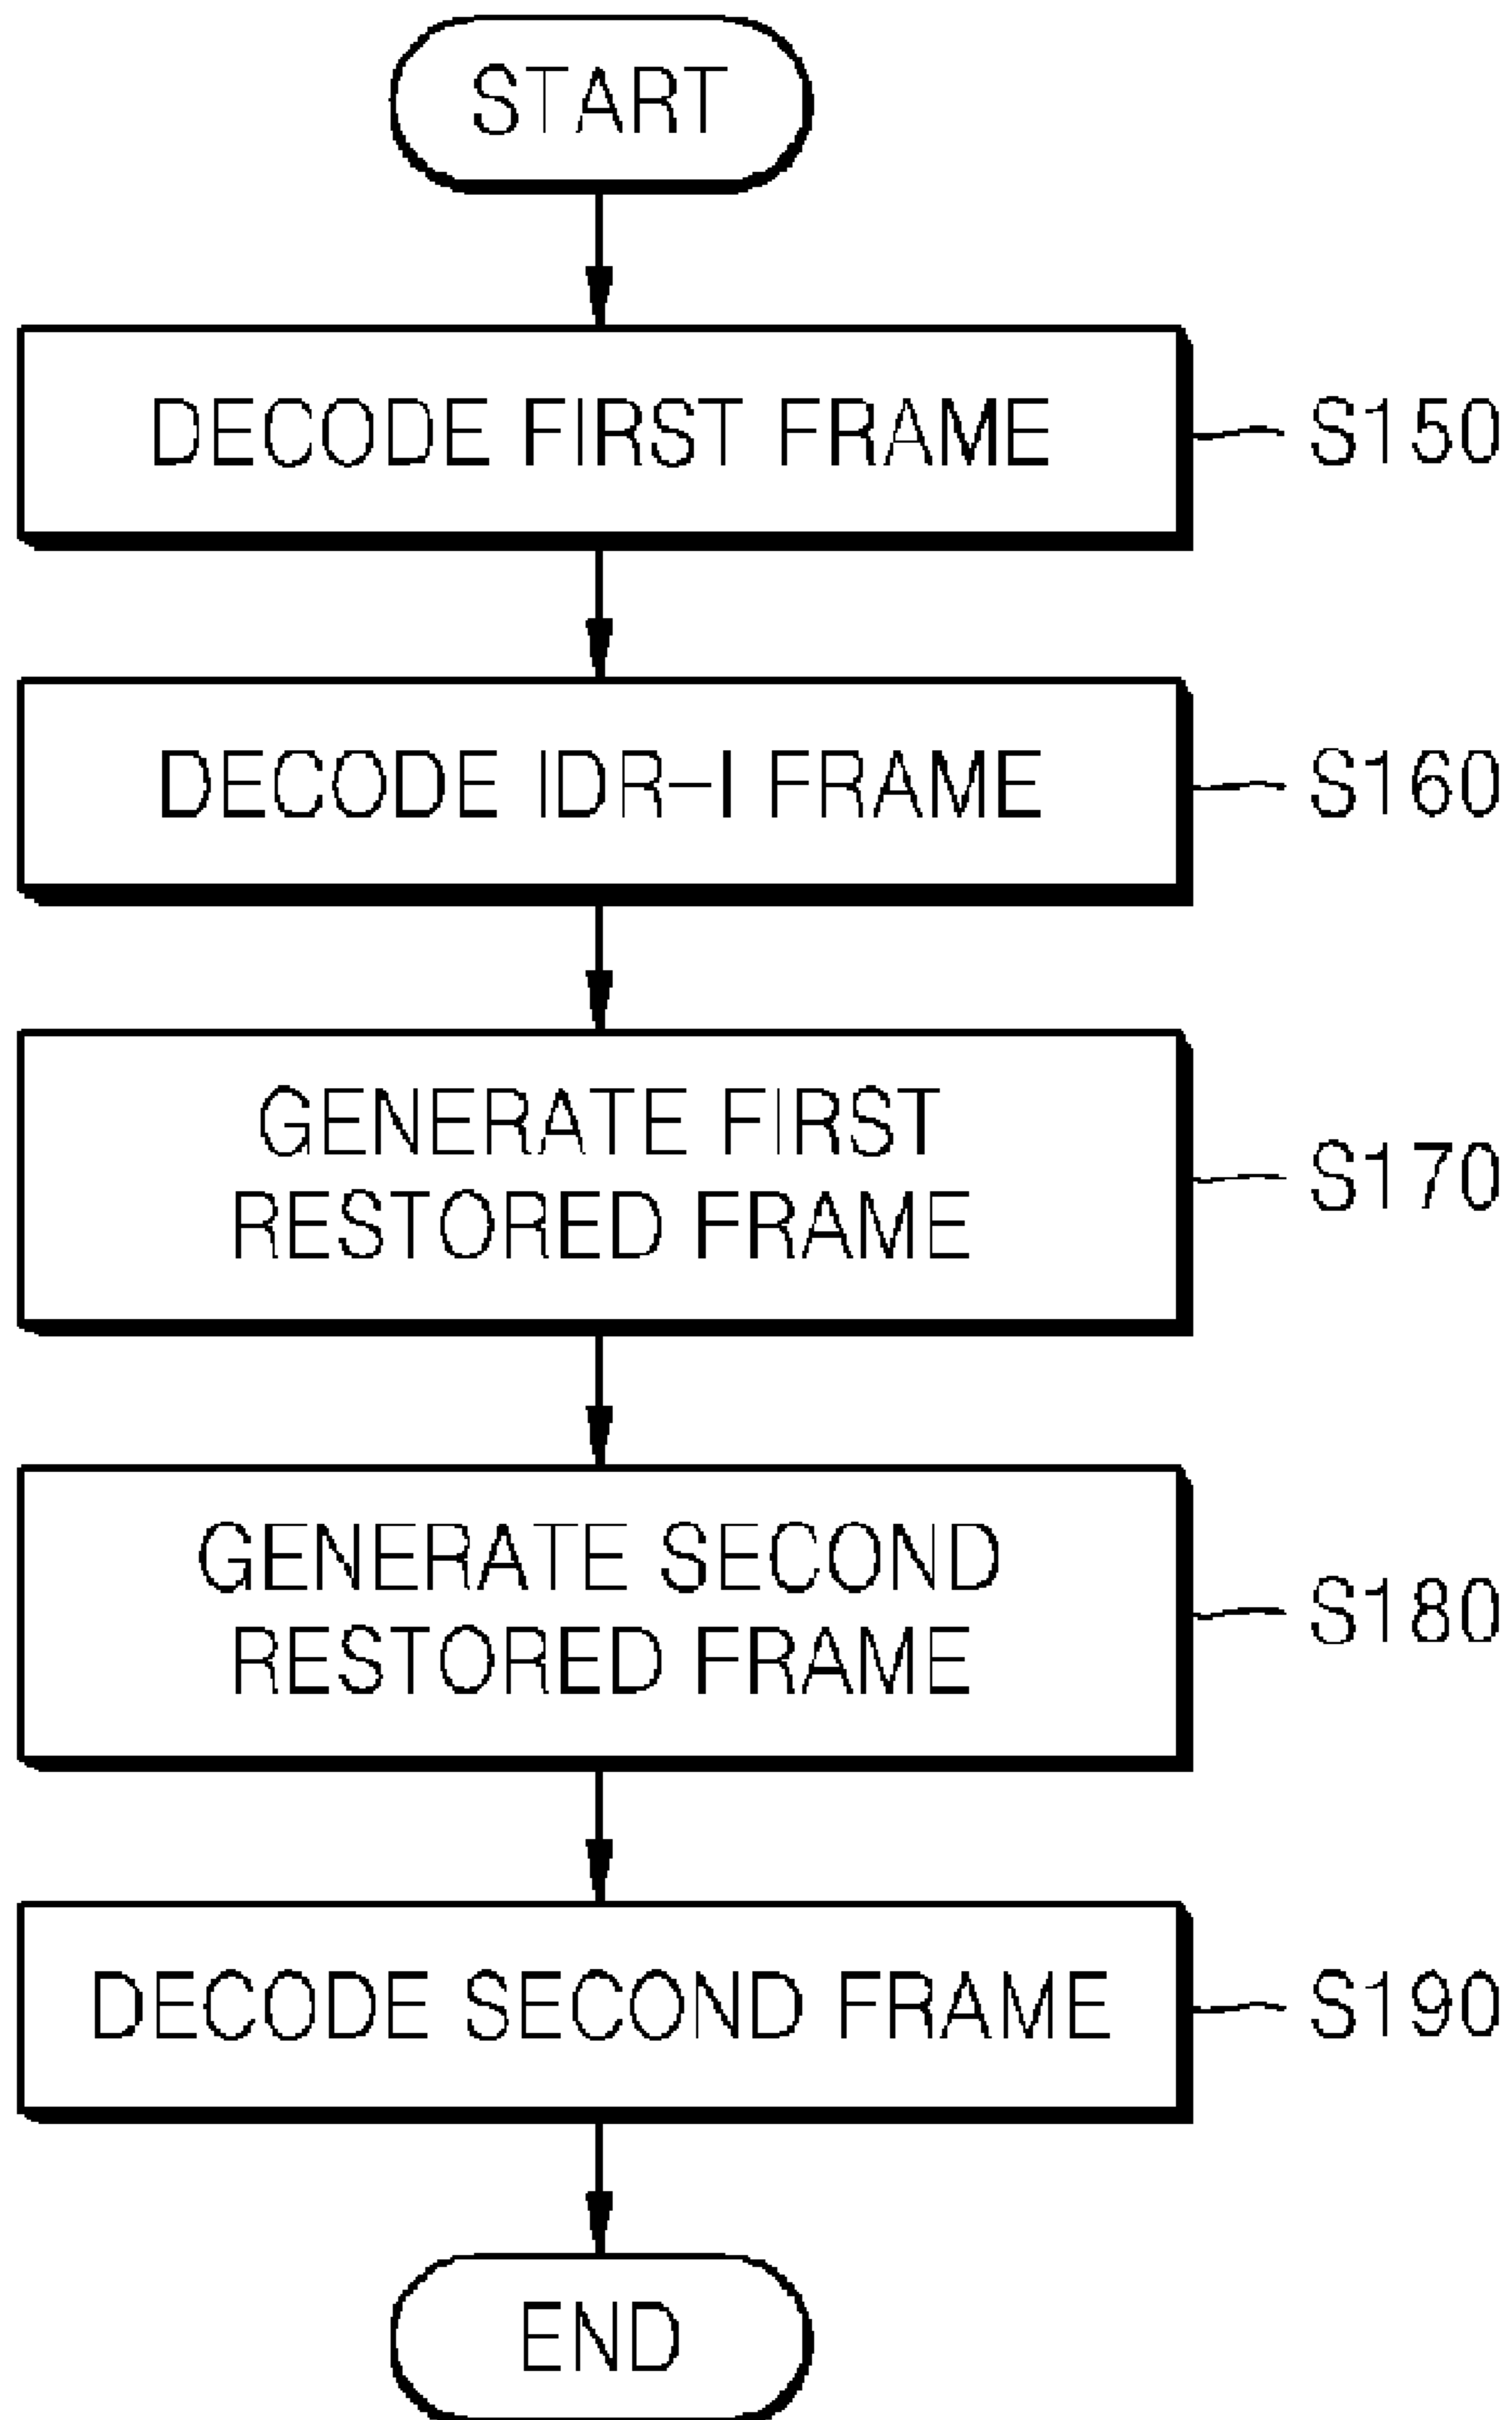 START
DECODE FIRST FRAME
S150
DECODE IDR-I FRAME
S160
GENERATE FIRST
RESTORED FRAME
S170
GENERATE SECOND
RESTORED FRAME
S180
DECODE SECOND FRAME
S190
END